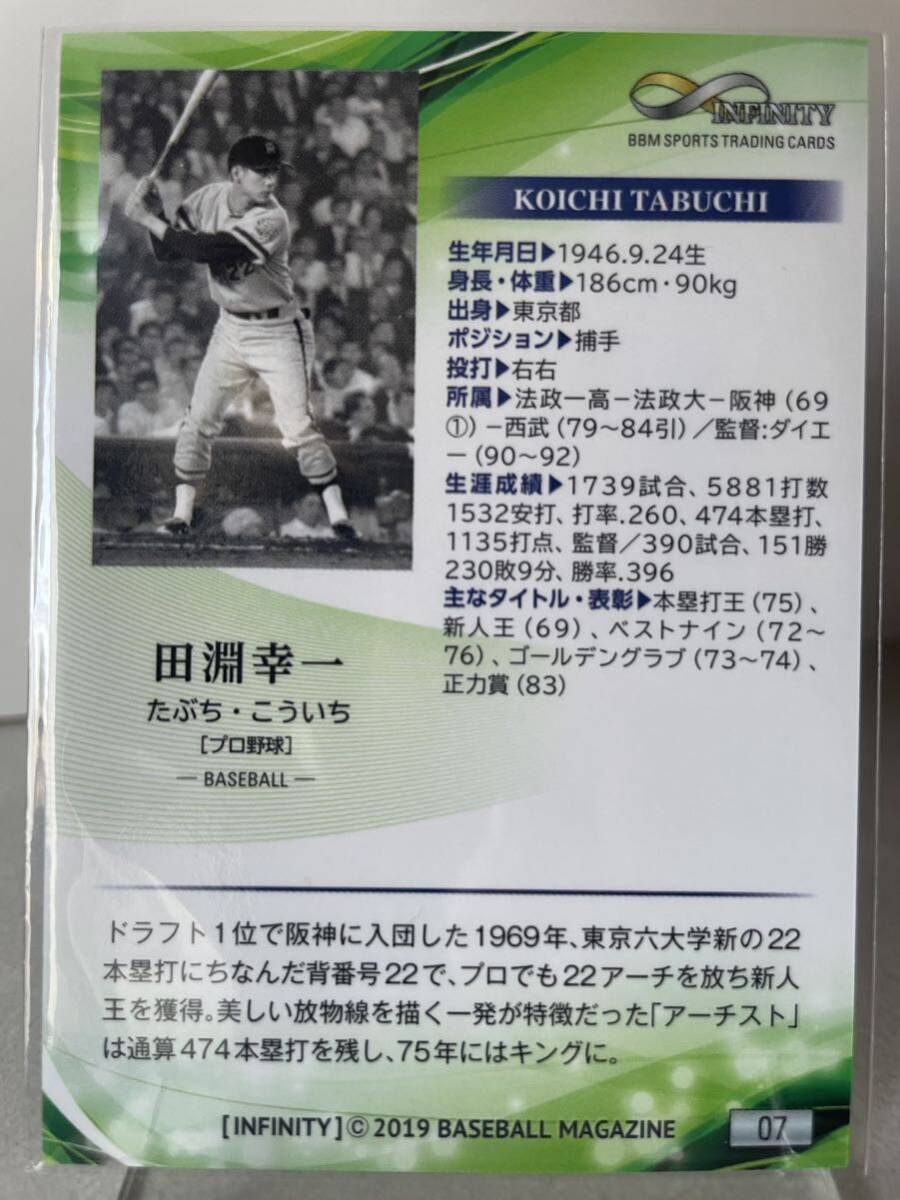 INFINITY
BBM SPORTS TRADING CARDS
KOICHI TABUCHI
生年月日▶1946.9.24生
身長・体重▶186cm・90kg
出身▶東京都
ポジション▶捕手
投打▶右右
所属▶法政一高－法政大－阪神（69
①）－西武（79～84引）／監督:ダイエ
ー（90～92）
生涯成績▶1739試合、5881打数
1532安打、打率.260、474本塁打、
1135打点、監督／390試合、151勝
230敗9分、勝率.396
主なタイトル・表彰▶本塁打王（75）、
新人王（69）、ベストナイン（72～
76）、ゴールデングラブ（73～74）、
正力賞（83）
22
田淵幸一
たぶち・こういち
［プロ野球］
— BASEBALL —
ドラフト1位で阪神に入団した1969年、東京六大学新の22
本塁打にちなんだ背番号22で、プロでも22アーチを放ち新人
王を獲得。美しい放物線を描く一発が特徴だった「アーチスト」
は通算474本塁打を残し、75年にはキングに。
[INFINITY]© 2019 BASEBALL MAGAZINE
07